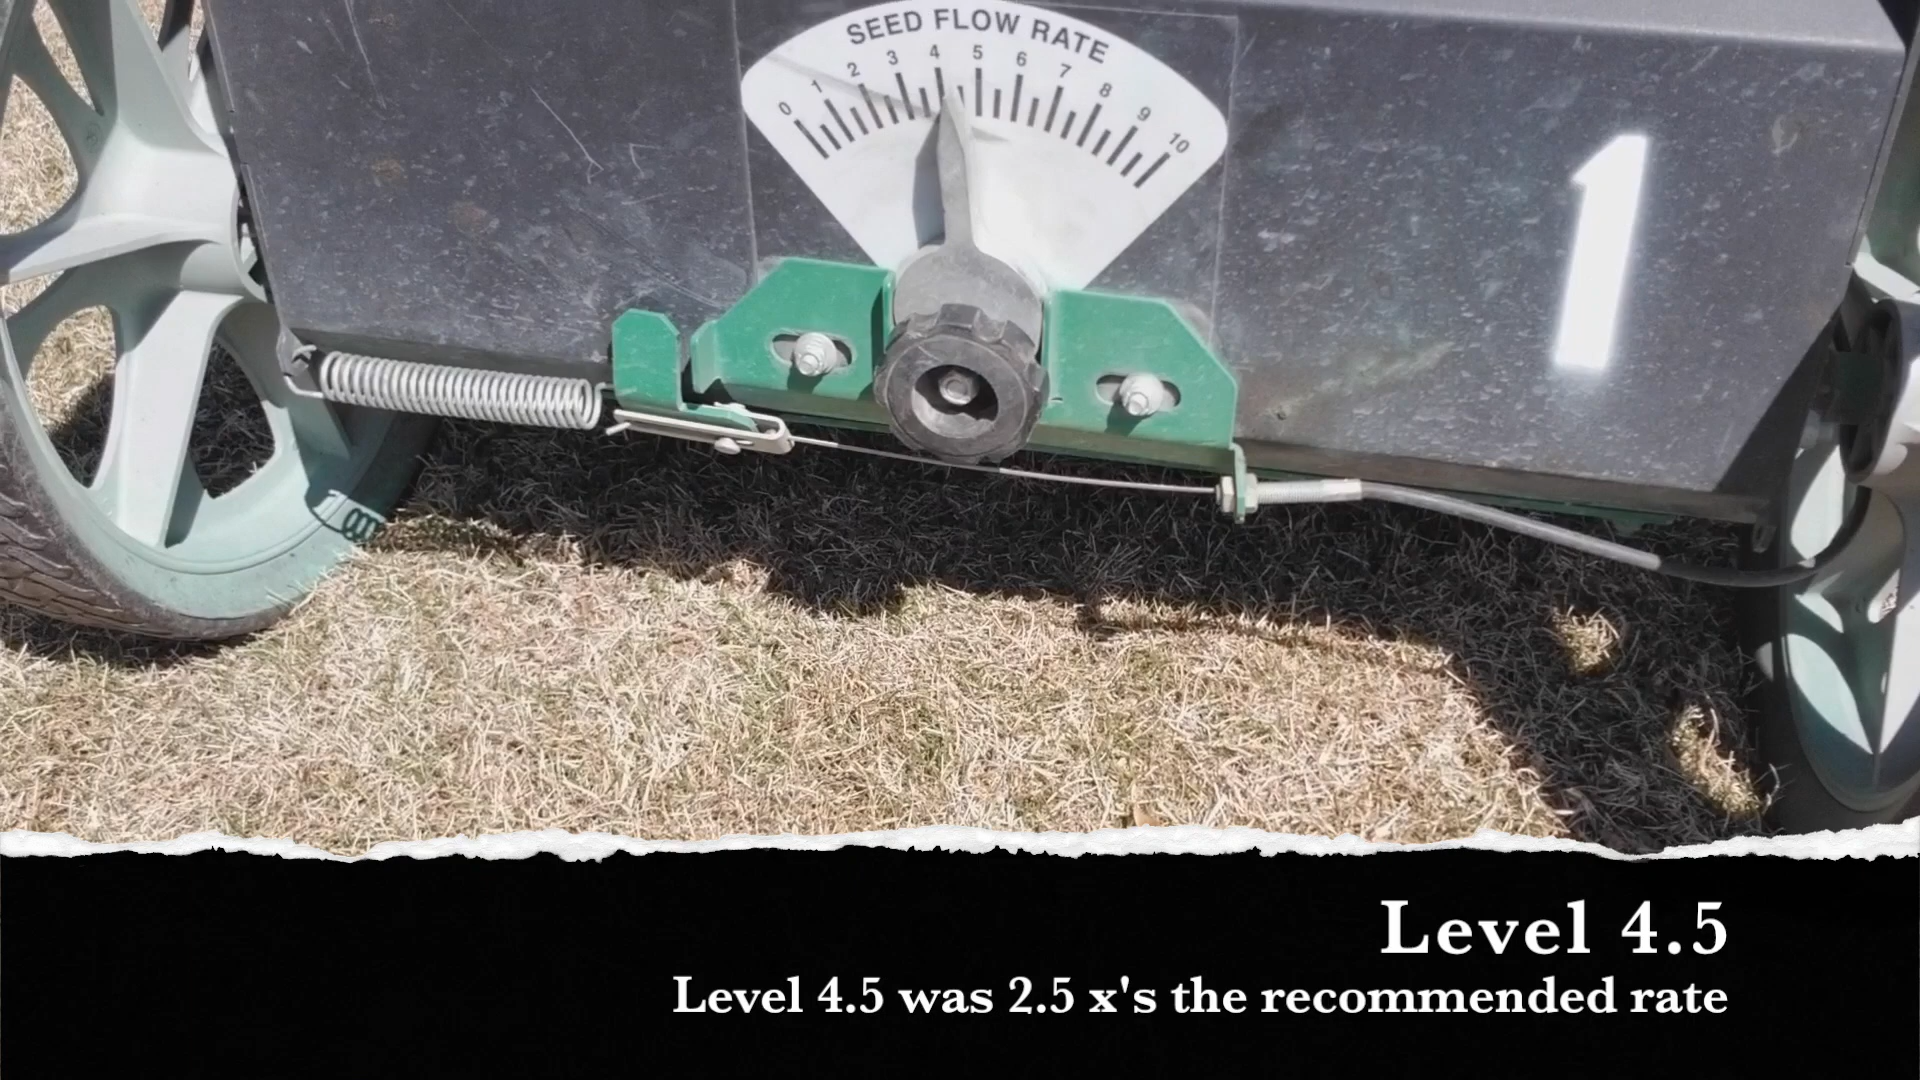 SEED FLOW RATE
0 1 2 3 4 5 6 7 8 9 10
1
Level 4.5
Level 4.5 was 2.5 x's the recommended rate